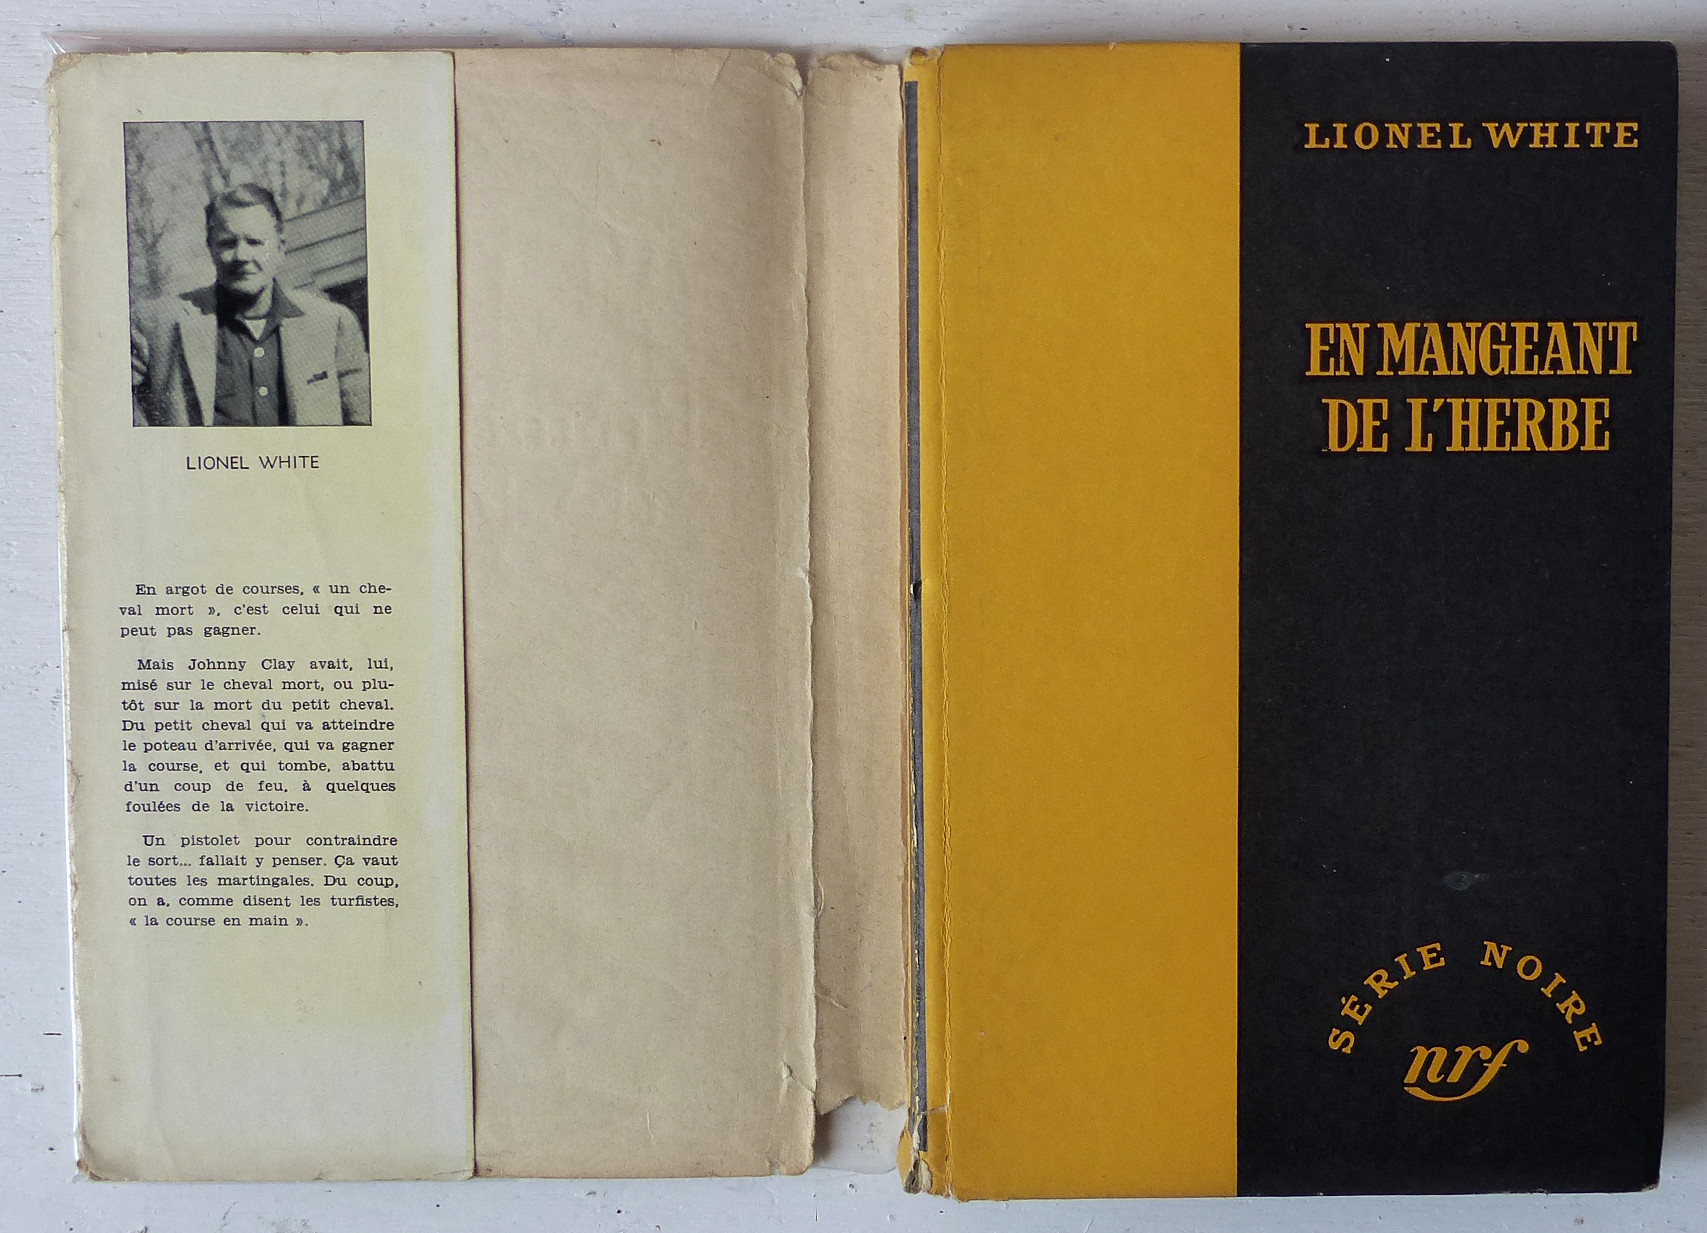 LIONEL WHITE
En argot de courses, « un che-
val mort », c'est celui qui ne
peut pas gagner.
Mais Johnny Clay avait, lui,
misé sur le cheval mort, ou plu-
tôt sur la mort du petit cheval.
Du petit cheval qui va atteindre
le poteau d'arrivée, qui va gagner
la course, et qui tombe, abattu
d'un coup de feu, à quelques
foulées de la victoire.
Un pistolet pour contraindre
le sort... fallait y penser. Ça vaut
toutes les martingales. Du coup,
on a, comme disent les turfistes,
« la course en main ».
LIONEL WHITE
EN MANGEANT
DE L'HERBE
SÉRIE NOIRE
nrf